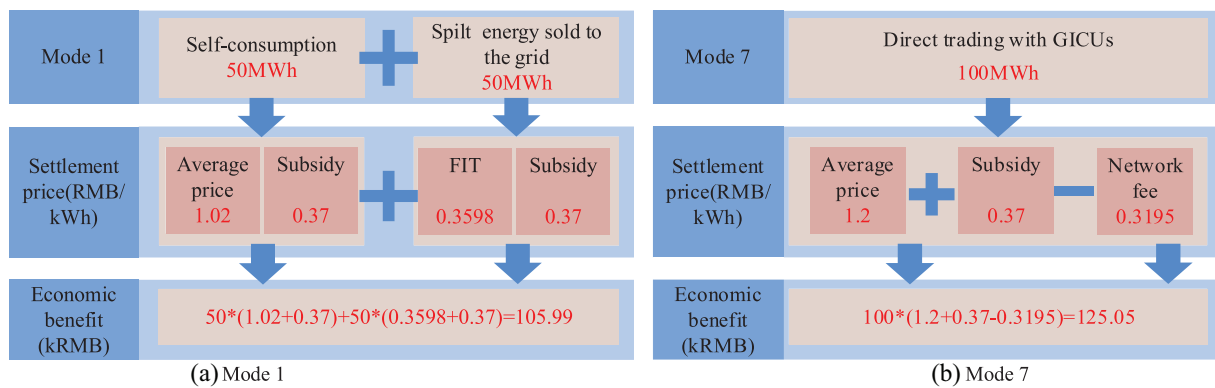 Mode 1
Self-consumption
50MWh
Spilt energy sold to
the grid
50MWh
Settlement
price(RMB/
kWh)
Average
price
1.02
Subsidy
0.37
FIT
0.3598
Subsidy
0.37
Economic
benefit
(kRMB)
50*(1.02+0.37)+50*(0.3598+0.37)=105.99
(a) Mode 1
Mode 7
Direct trading with GICUs
100MWh
Settlement
price(RMB/
kWh)
Average
price
1.2
Subsidy
0.37
Network
fee
0.3195
Economic
benefit
(kRMB)
100*(1.2+0.37-0.3195)=125.05
(b) Mode 7